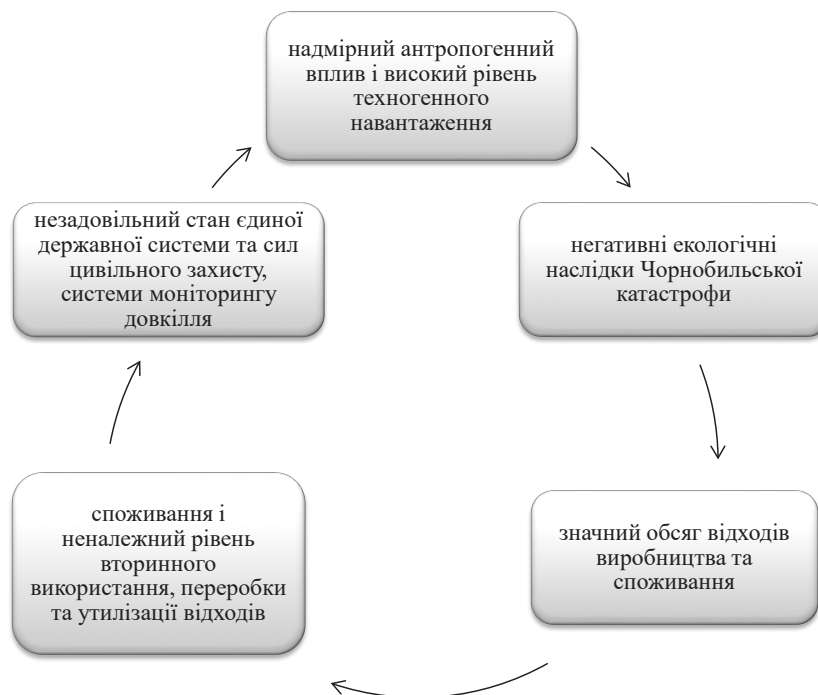 надмірний антропогенний
вплив і високий рівень
техногенного
навантаження
негативні екологічні
наслідки Чорнобильської
катастрофи
значний обсяг відходів
виробництва та
споживання
споживання і
неналежний рівень
вторинного
використання, переробки
та утилізації відходів
незадовільний стан єдиної
державної системи та сил
цивільного захисту,
системи моніторингу
довкілля